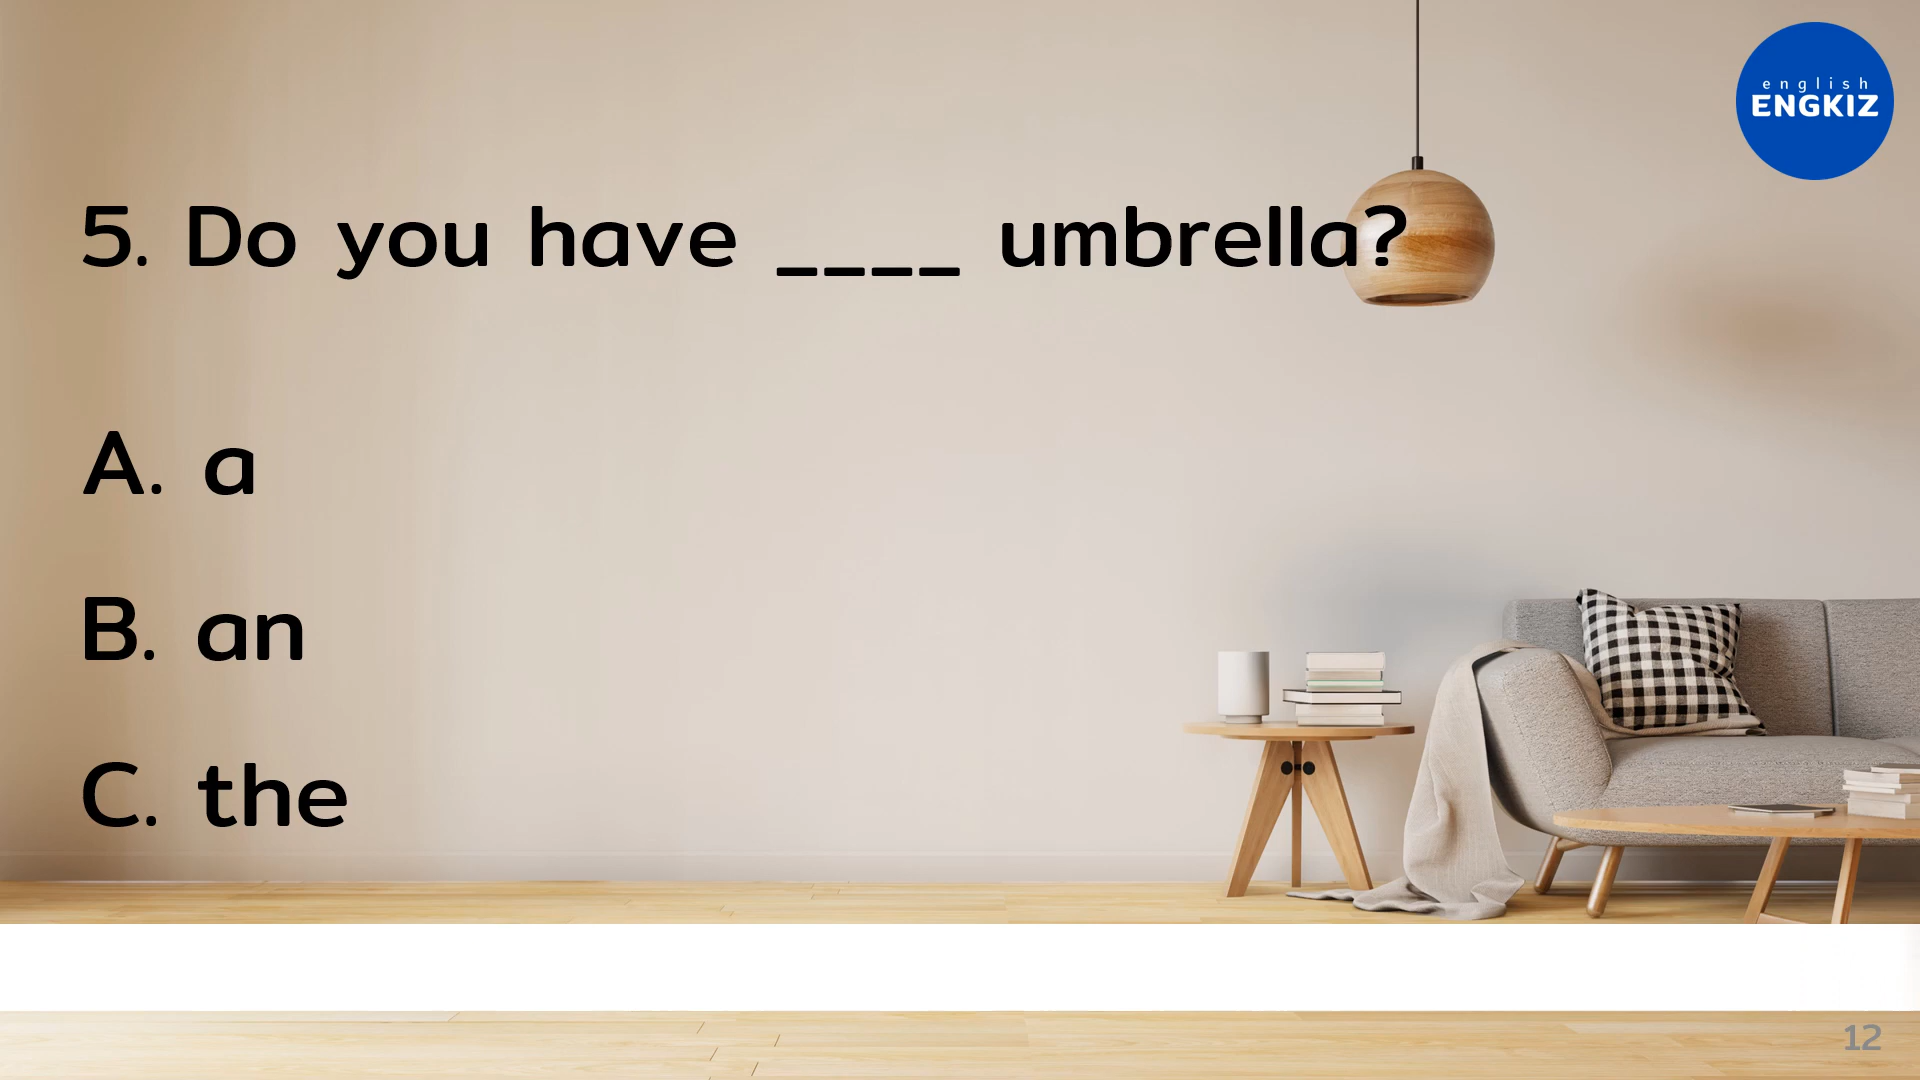 english
ENGKIZ
5. Do you have ____ umbrella?
A. a
B. an
C. the
12